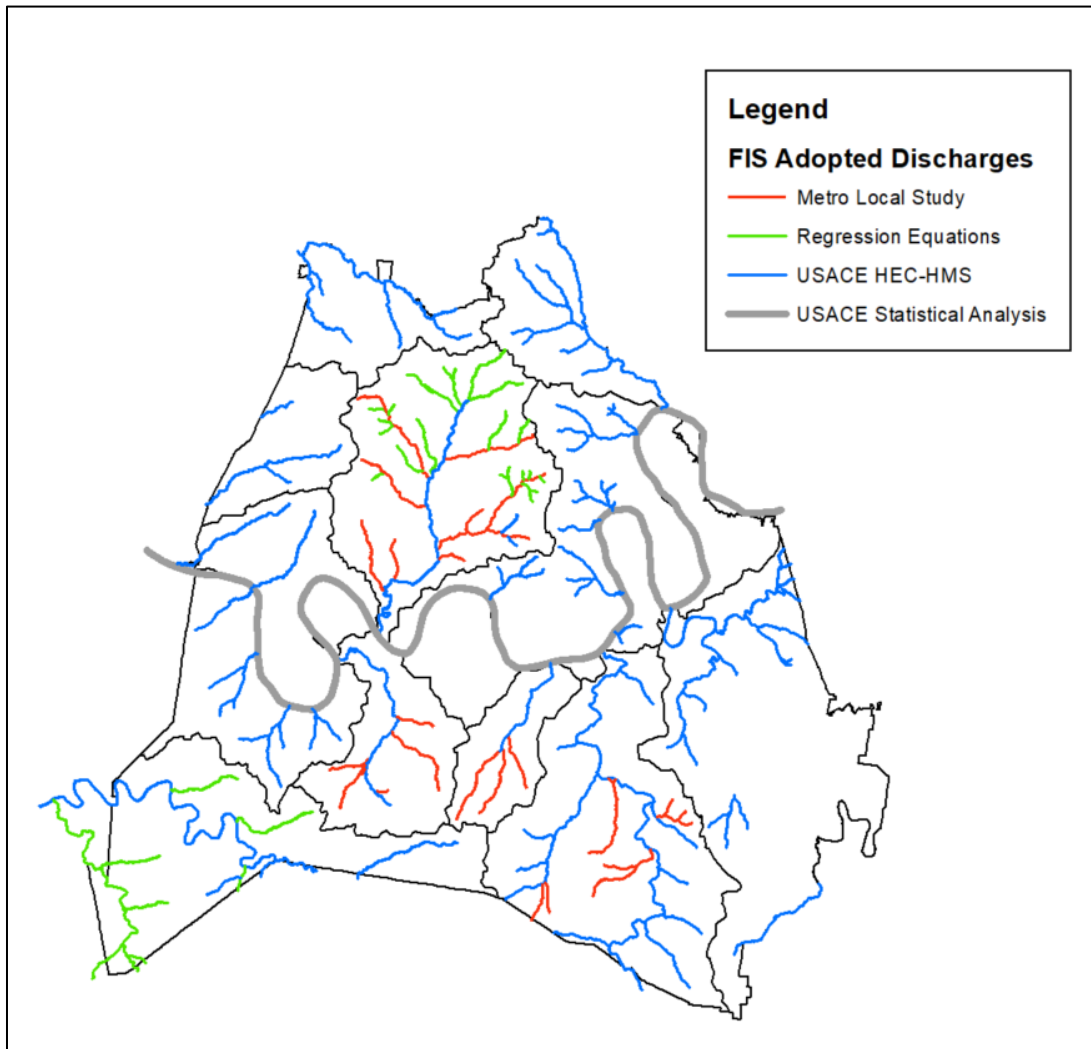 Legend
FIS Adopted Discharges
Metro Local Study
Regression Equations
USACE HEC-HMS
USACE Statistical Analysis